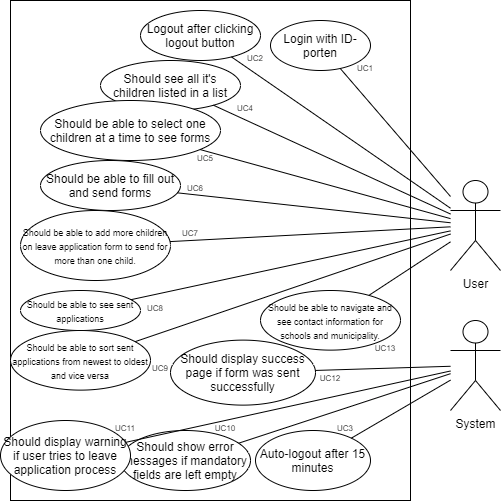 Logout after clicking
logout button
UC2
Login with ID-
porten
UC1
Should see all it's
children listed in a list
UC4
Should be able to select one
children at a time to see forms
UC5
Should be able to fill out
and send forms
UC6
Should be able to add more children
on leave application form to send for
more than one child.
UC7
User
Should be able to see sent
applications
UC8
Should be able to navigate and
see contact information for
schools and municipality.
UC13
Should be able to sort sent
applications from newest to oldest
and vice versa
UC9
Should display success
page if form was sent
successfully
UC12
System
Should display warning
if user tries to leave
application process
UC11
Should show error
messages if mandatory
fields are left empty
UC10
Auto-logout after 15
minutes
UC3